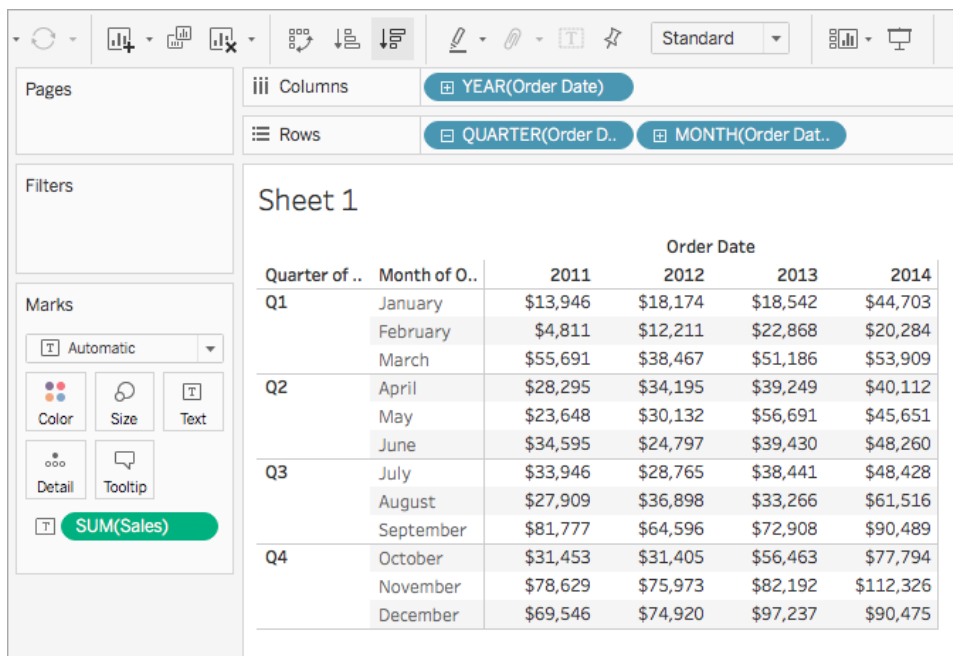 Standard
Pages
iii Columns YEAR(Order Date)
Rows QUARTER(Order D.. MONTH(Order Dat..
Filters
Sheet 1
Order Date
Quarter of .. Month of O.. 2011 2012 2013 2014
Q1 January $13,946 $18,174 $18,542 $44,703
February $4,811 $12,211 $22,868 $20,284
March $55,691 $38,467 $51,186 $53,909
Q2 April $28,295 $34,195 $39,249 $40,112
May $23,648 $30,132 $56,691 $45,651
June $34,595 $24,797 $39,430 $48,260
Q3 July $33,946 $28,765 $38,441 $48,428
August $27,909 $36,898 $33,266 $61,516
September $81,777 $64,596 $72,908 $90,489
Q4 October $31,453 $31,405 $56,463 $77,794
November $78,629 $75,973 $82,192 $112,326
December $69,546 $74,920 $97,237 $90,475
Marks
T Automatic
T
Color Size Text
Detail Tooltip
T SUM(Sales)